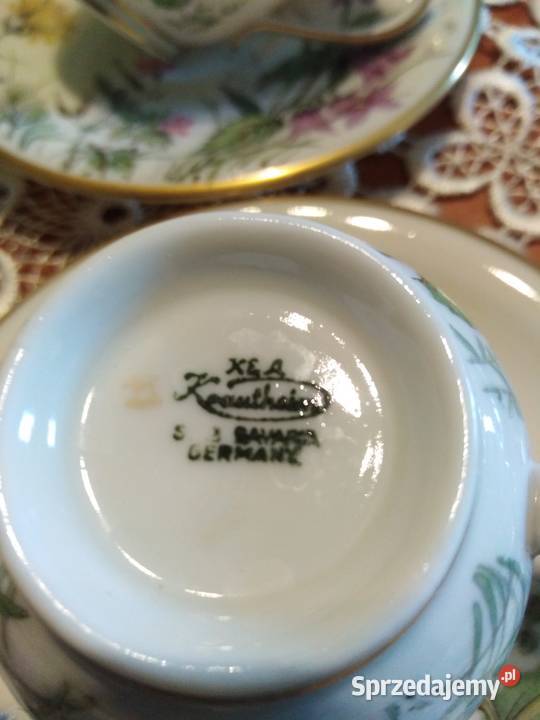 K & A
Krautheim
BAVARIA
GERMANY
Sprzedajemy.pl